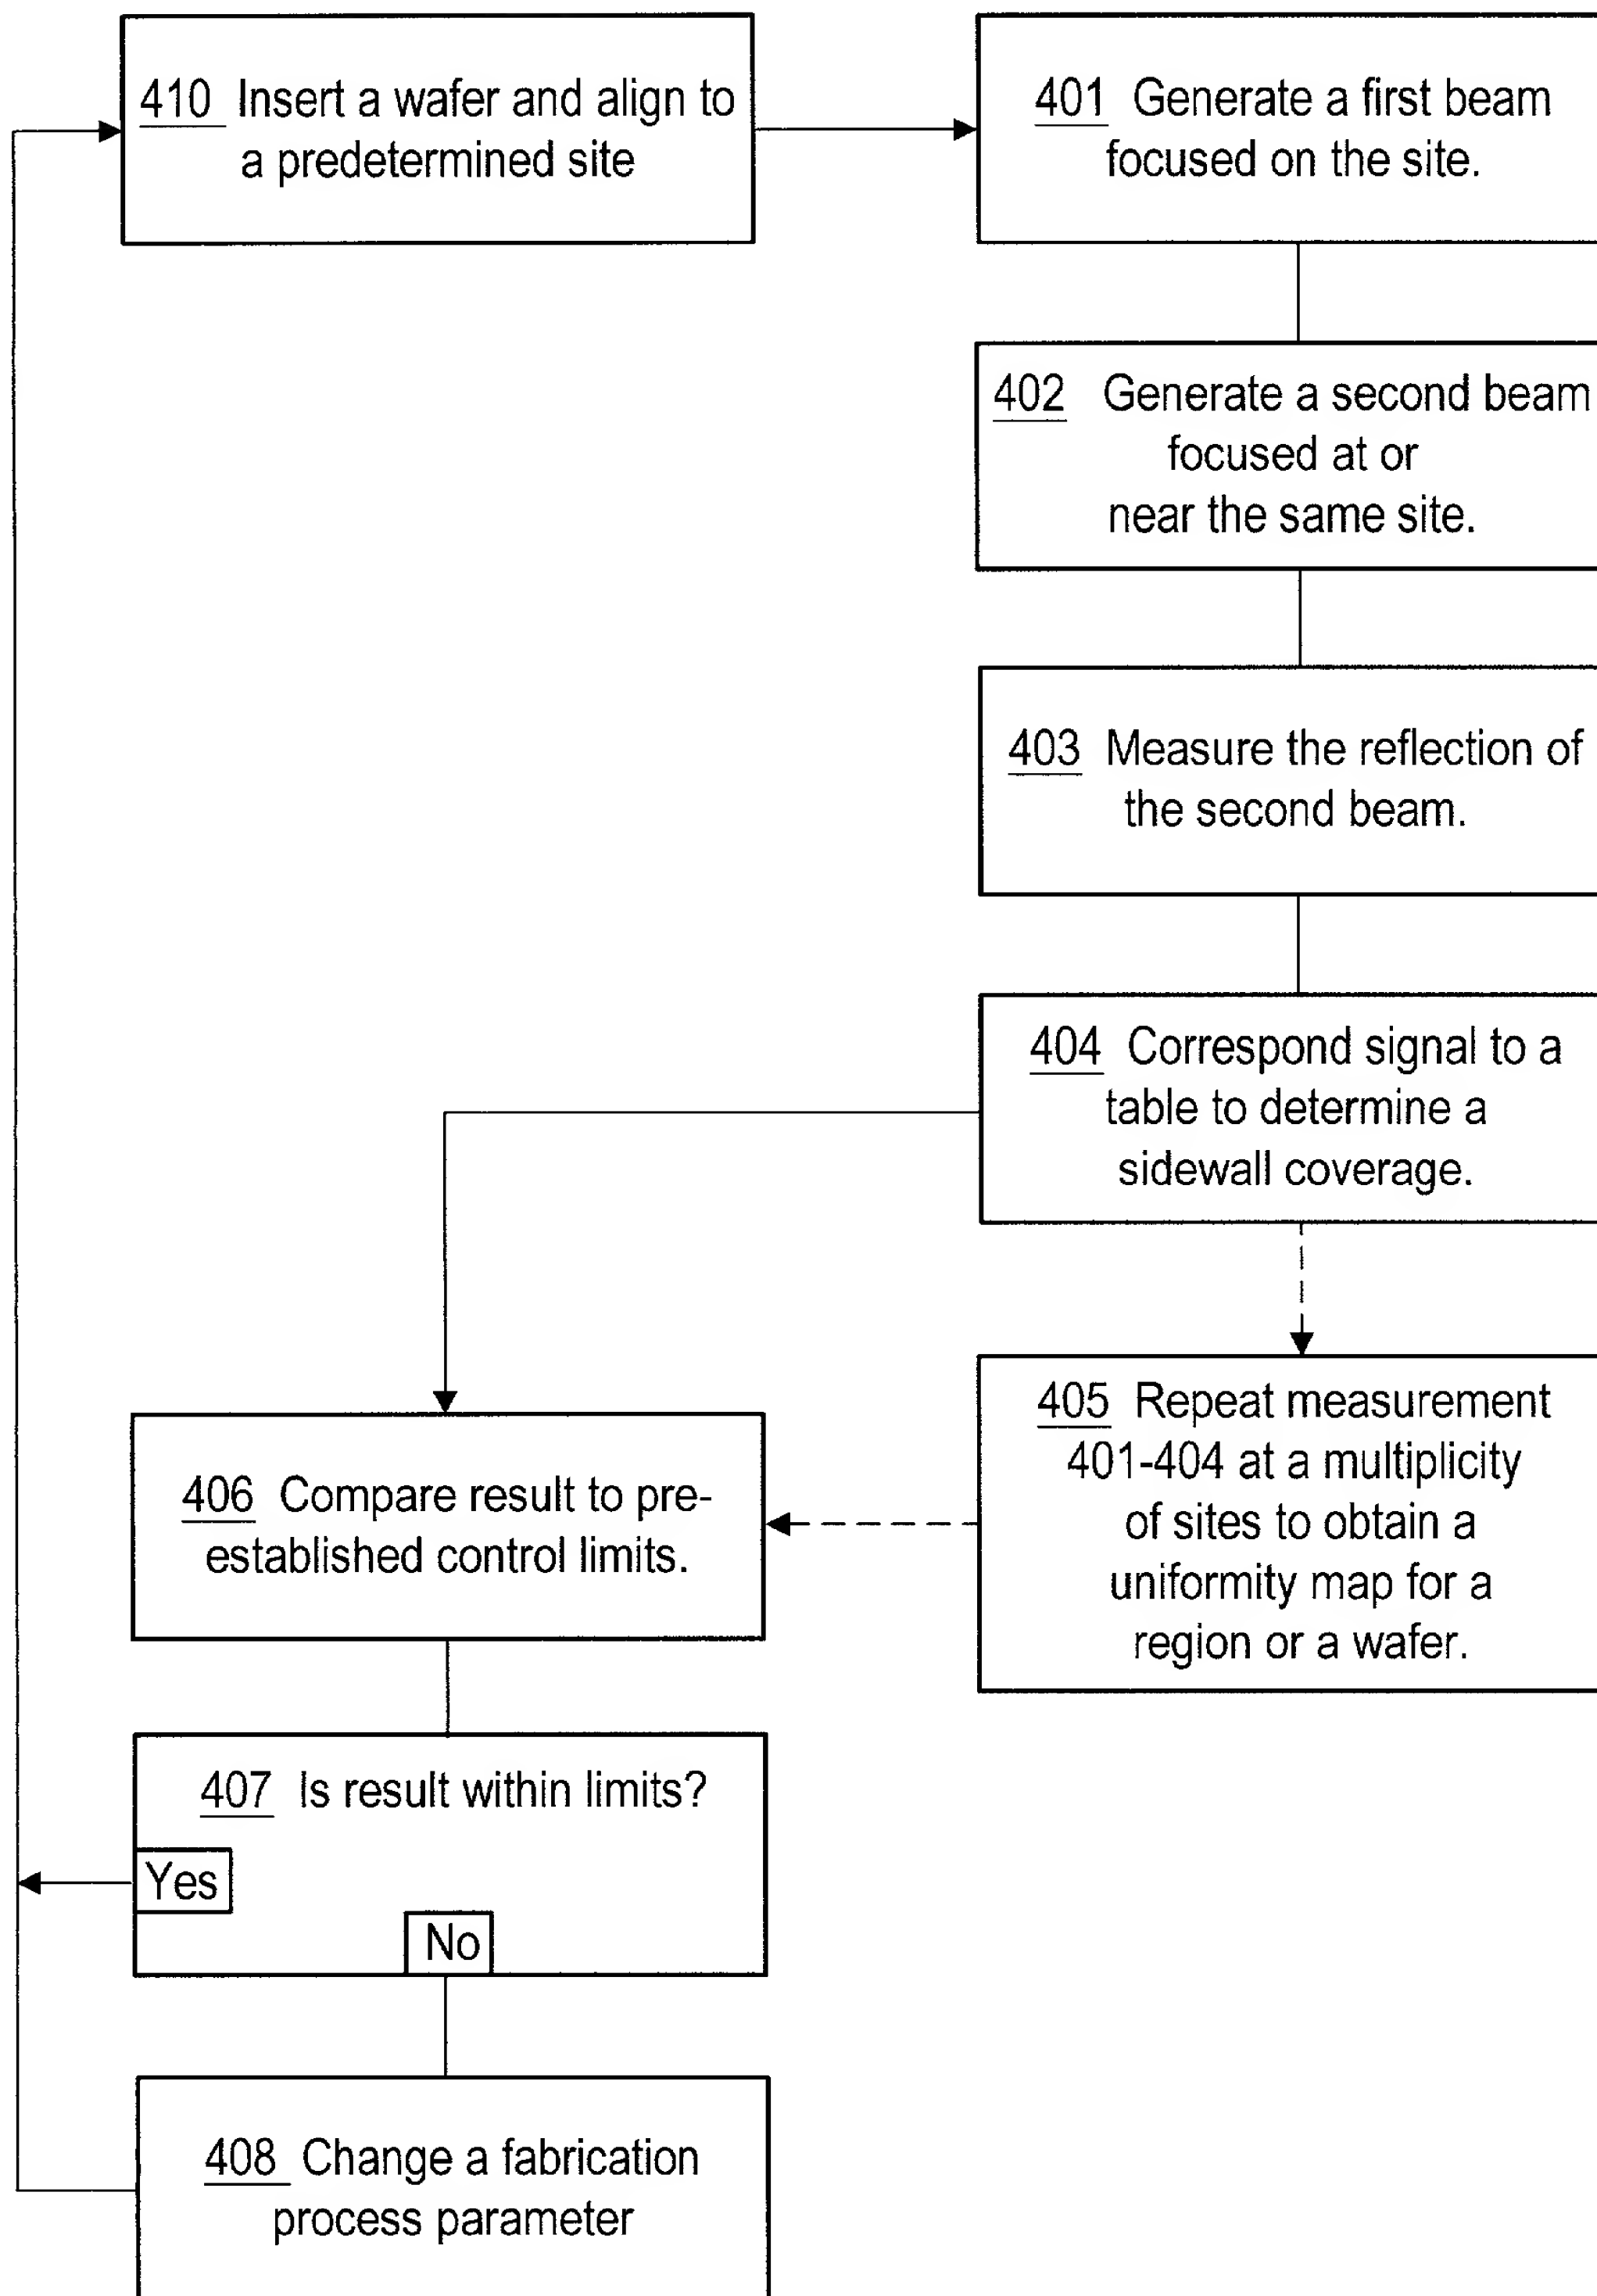 410 Insert a wafer and align to
a predetermined site
401 Generate a first beam
focused on the site.
402 Generate a second beam
focused at or
near the same site.
403 Measure the reflection of
the second beam.
404 Correspond signal to a
table to determine a
sidewall coverage.
405 Repeat measurement
401-404 at a multiplicity
of sites to obtain a
uniformity map for a
region or a wafer.
406 Compare result to pre-
established control limits.
407 Is result within limits?
Yes
No
408 Change a fabrication
process parameter